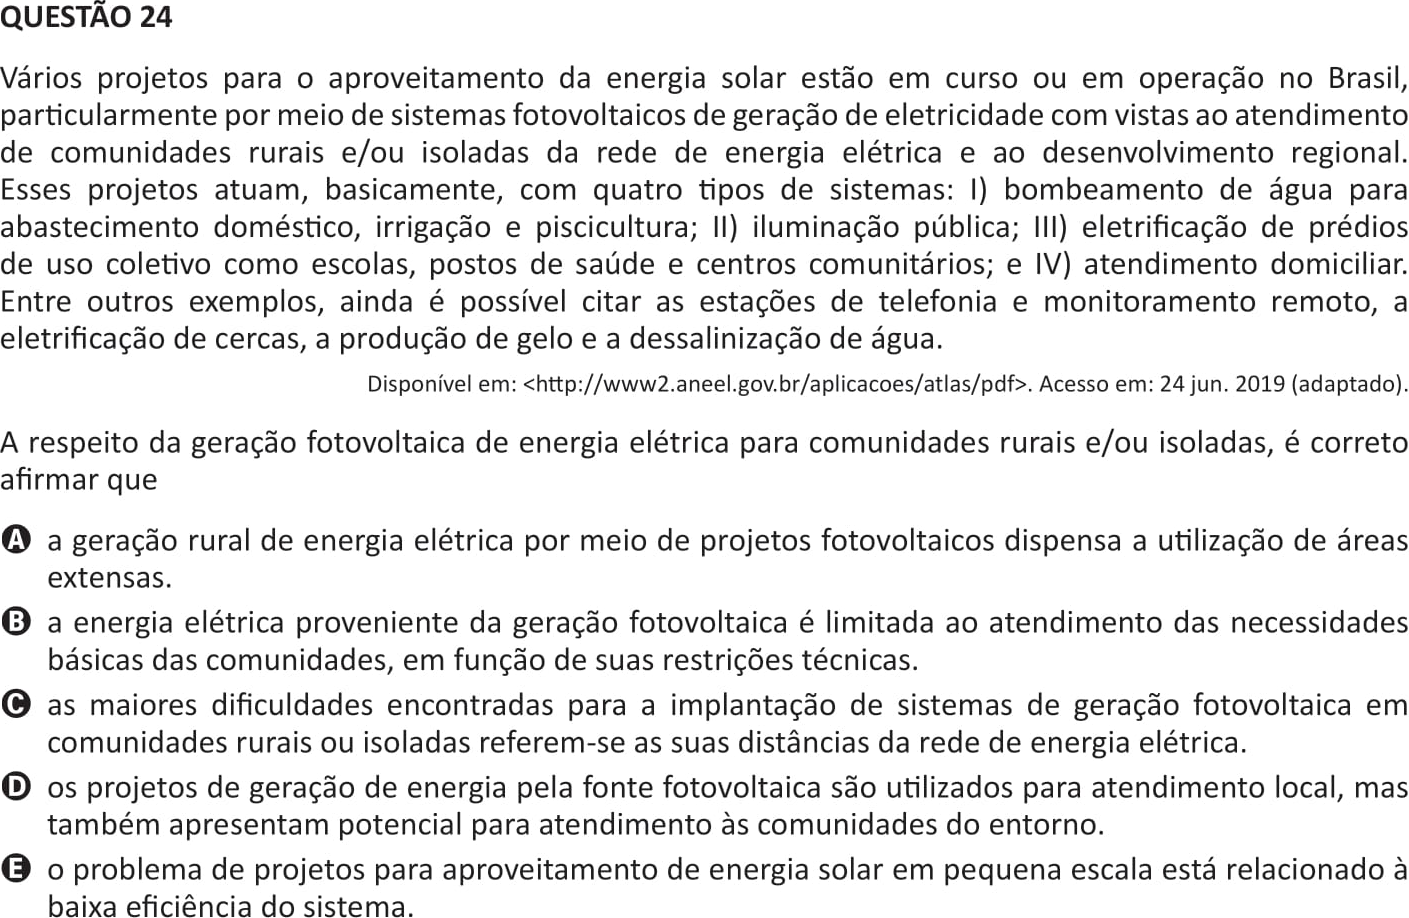 QUESTÃO 24
Vários projetos para o aproveitamento da energia solar estão em curso ou em operação no Brasil,
particularmente por meio de sistemas fotovoltaicos de geração de eletricidade com vistas ao atendimento
de comunidades rurais e/ou isoladas da rede de energia elétrica e ao desenvolvimento regional.
Esses projetos atuam, basicamente, com quatro tipos de sistemas: I) bombeamento de água para
abastecimento doméstico, irrigação e piscicultura; II) iluminação pública; III) eletrificação de prédios
de uso coletivo como escolas, postos de saúde e centros comunitários; e IV) atendimento domiciliar.
Entre outros exemplos, ainda é possível citar as estações de telefonia e monitoramento remoto, a
eletrificação de cercas, a produção de gelo e a dessalinização de água.
Disponível em: <http://www2.aneel.gov.br/aplicacoes/atlas/pdf>. Acesso em: 24 jun. 2019 (adaptado).
A respeito da geração fotovoltaica de energia elétrica para comunidades rurais e/ou isoladas, é correto
afirmar que
A a geração rural de energia elétrica por meio de projetos fotovoltaicos dispensa a utilização de áreas
extensas.
B a energia elétrica proveniente da geração fotovoltaica é limitada ao atendimento das necessidades
básicas das comunidades, em função de suas restrições técnicas.
C as maiores dificuldades encontradas para a implantação de sistemas de geração fotovoltaica em
comunidades rurais ou isoladas referem-se as suas distâncias da rede de energia elétrica.
D os projetos de geração de energia pela fonte fotovoltaica são utilizados para atendimento local, mas
também apresentam potencial para atendimento às comunidades do entorno.
E o problema de projetos para aproveitamento de energia solar em pequena escala está relacionado à
baixa eficiência do sistema.